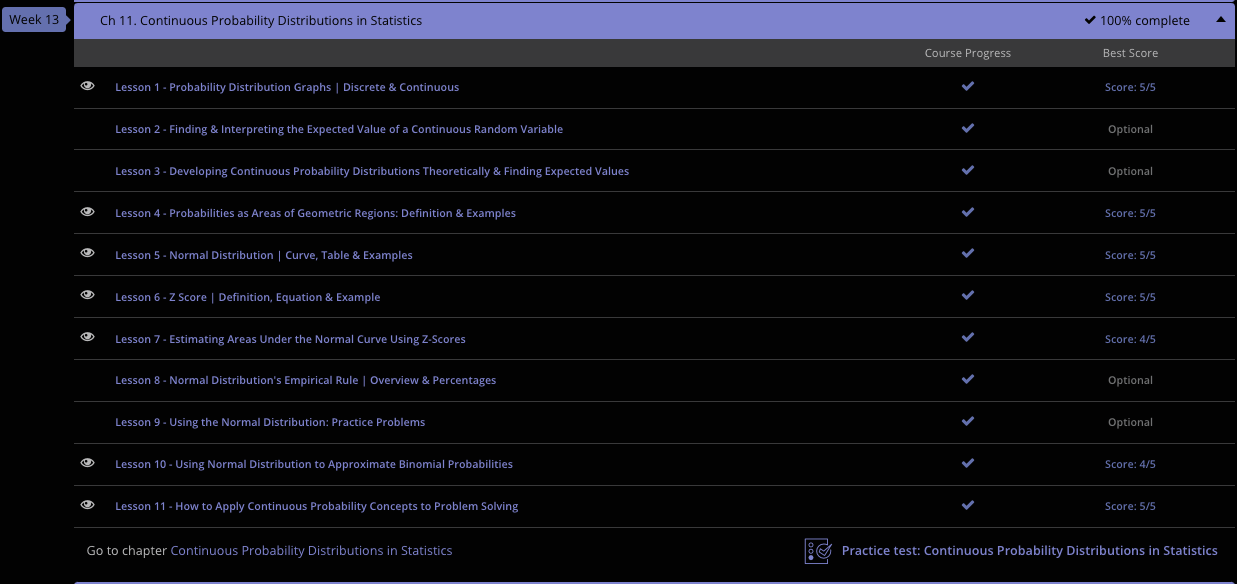 Week 13
Ch 11. Continuous Probability Distributions in Statistics 100% complete
Course Progress Best Score
Lesson 1 - Probability Distribution Graphs | Discrete & Continuous Score: 5/5
Lesson 2 - Finding & Interpreting the Expected Value of a Continuous Random Variable Optional
Lesson 3 - Developing Continuous Probability Distributions Theoretically & Finding Expected Values Optional
Lesson 4 - Probabilities as Areas of Geometric Regions: Definition & Examples Score: 5/5
Lesson 5 - Normal Distribution | Curve, Table & Examples Score: 5/5
Lesson 6 - Z Score | Definition, Equation & Example Score: 5/5
Lesson 7 - Estimating Areas Under the Normal Curve Using Z-Scores Score: 4/5
Lesson 8 - Normal Distribution's Empirical Rule | Overview & Percentages Optional
Lesson 9 - Using the Normal Distribution: Practice Problems Optional
Lesson 10 - Using Normal Distribution to Approximate Binomial Probabilities Score: 4/5
Lesson 11 - How to Apply Continuous Probability Concepts to Problem Solving Score: 5/5
Go to chapter Continuous Probability Distributions in Statistics Practice test: Continuous Probability Distributions in Statistics